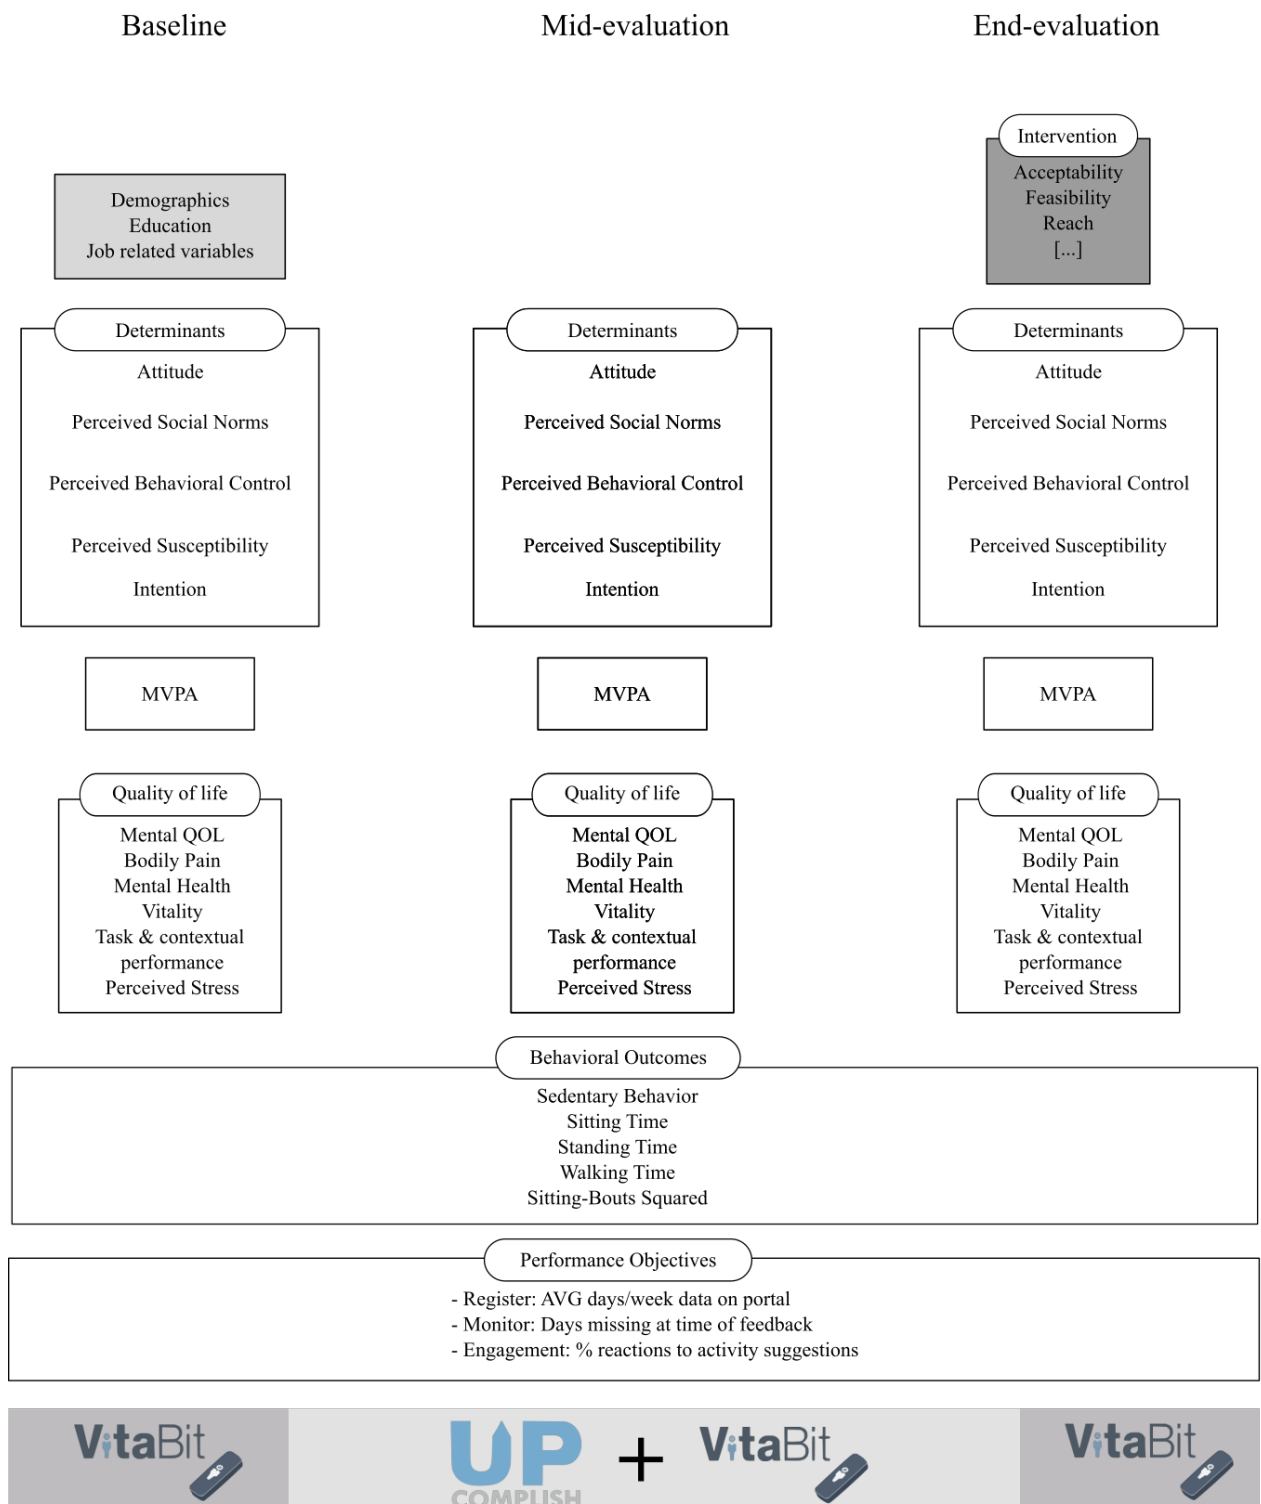 Baseline
Mid-evaluation
End-evaluation
Demographics
Education
Job related variables
Intervention
Acceptability
Feasibility
Reach
[...]
Determinants
Attitude
Perceived Social Norms
Perceived Behavioral Control
Perceived Susceptibility
Intention
Determinants
Attitude
Perceived Social Norms
Perceived Behavioral Control
Perceived Susceptibility
Intention
Determinants
Attitude
Perceived Social Norms
Perceived Behavioral Control
Perceived Susceptibility
Intention
MVPA
MVPA
MVPA
Quality of life
Mental QOL
Bodily Pain
Mental Health
Vitality
Task & contextual
performance
Perceived Stress
Quality of life
Mental QOL
Bodily Pain
Mental Health
Vitality
Task & contextual
performance
Perceived Stress
Quality of life
Mental QOL
Bodily Pain
Mental Health
Vitality
Task & contextual
performance
Perceived Stress
Behavioral Outcomes
Sedentary Behavior
Sitting Time
Standing Time
Walking Time
Sitting-Bouts Squared
Performance Objectives
- Register: AVG days/week data on portal
- Monitor: Days missing at time of feedback
- Engagement: % reactions to activity suggestions
VitaBit
UP
COMPLISH
+
VitaBit
VitaBit